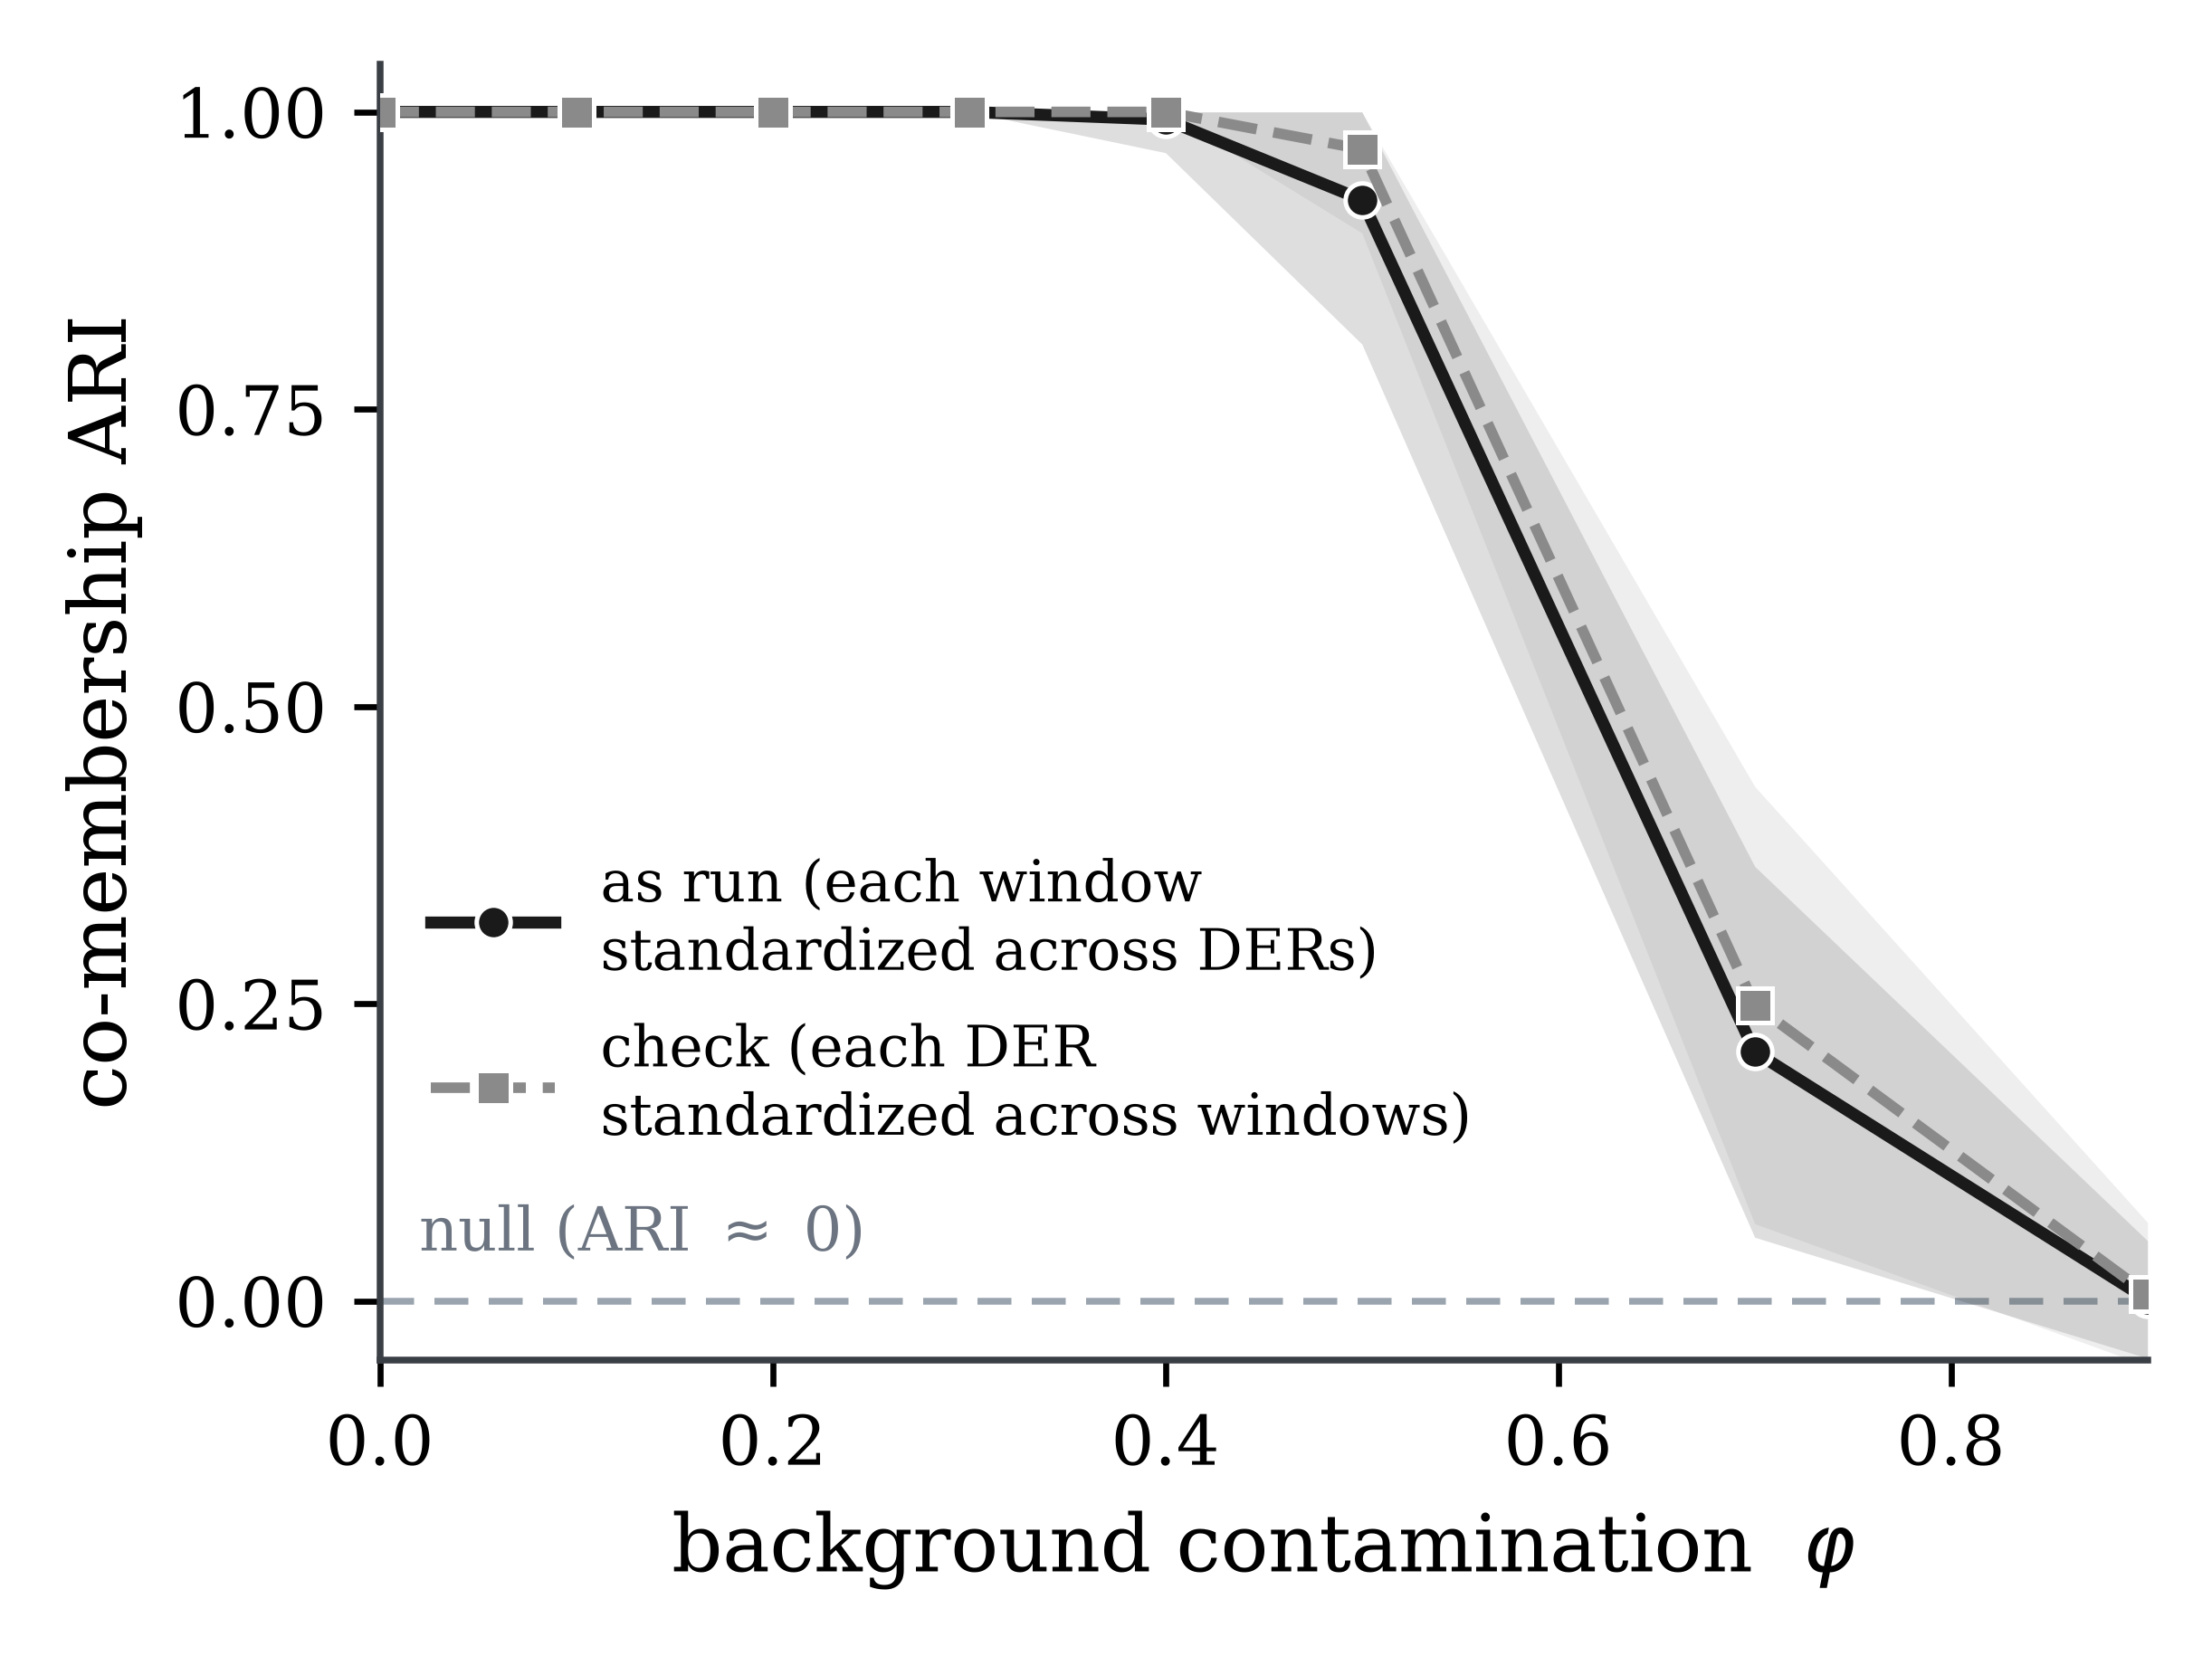 co-membership ARI
1.00
0.75
0.50
0.25
0.00
as run (each window
standardized across DERs)
check (each DER
standardized across windows)
null (ARI ≈ 0)
0.0 0.2 0.4 0.6 0.8
background contamination φ